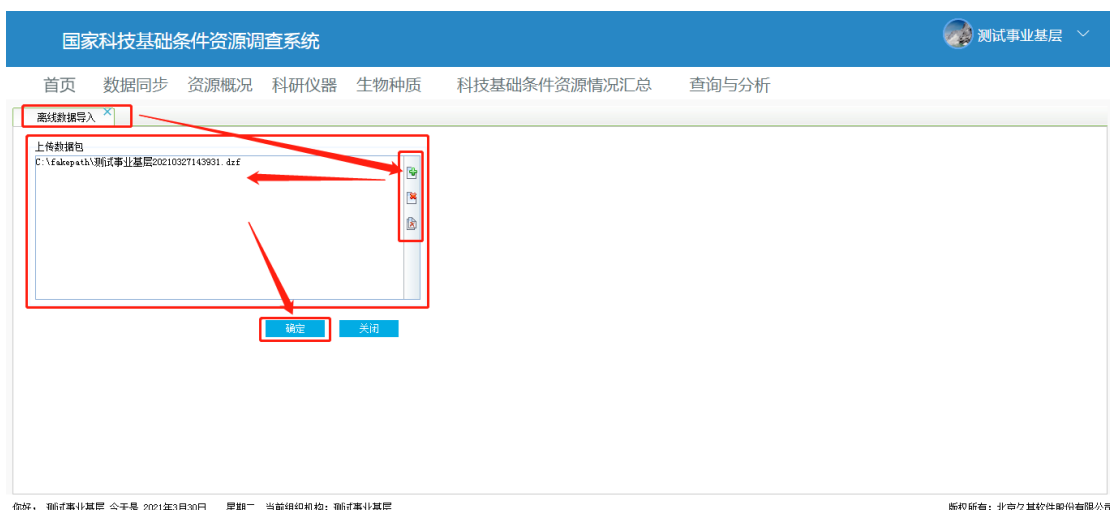 国家科技基础条件资源调查系统
测试事业基层
首页 数据同步 资源概况 科研仪器 生物种质 科技基础条件资源情况汇总 查询与分析
离线数据导入
上传数据包
C:\fakepath\测试事业基层20210327143931.dzf
确定 关闭
你好， 测试事业基层 今天是 2021年3月30日 星期二 当前组织机构：测试事业基层
版权所有：北京久其软件股份有限公司